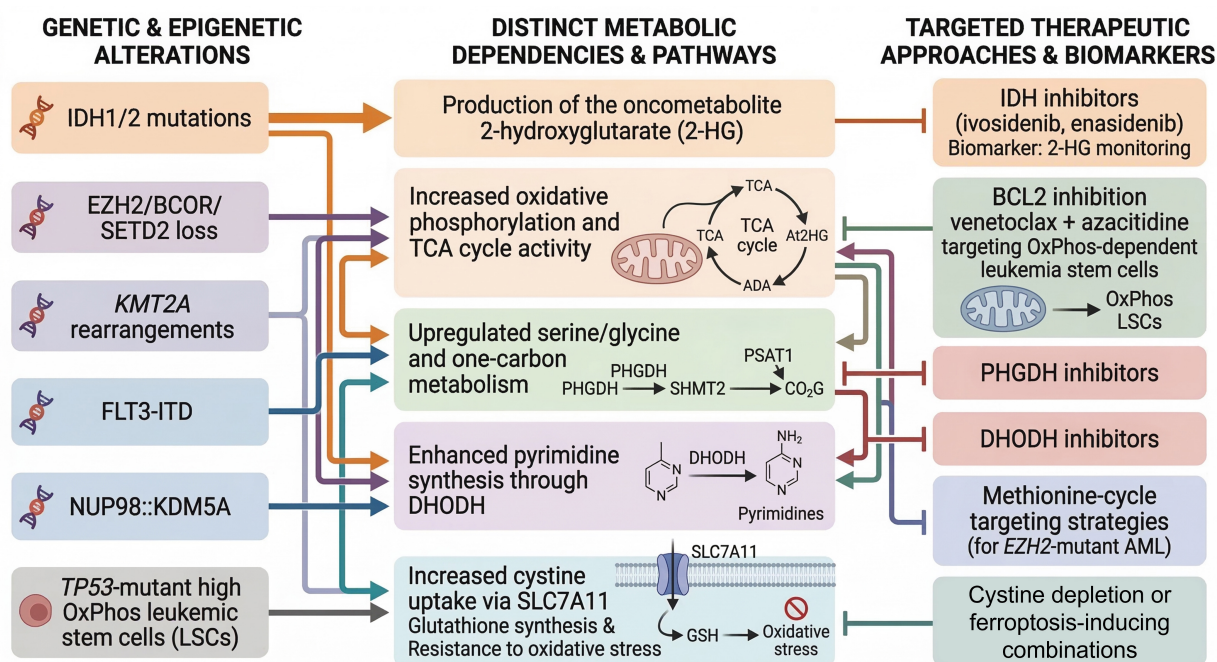 GENETIC & EPIGENETIC
ALTERATIONS
IDH1/2 mutations
EZH2/BCOR/
SETD2 loss
KMT2A
rearrangements
FLT3-ITD
NUP98::KDM5A
TP53-mutant high
OxPhos leukemic
stem cells (LSCs)
DISTINCT METABOLIC
DEPENDENCIES & PATHWAYS
Production of the oncometabolite
2-hydroxyglutarate (2-HG)
Increased oxidative
phosphorylation and
TCA cycle activity
TCA
TCA
TCA
cycle
At2HG
ADA
Upregulated serine/glycine
and one-carbon
metabolism
PHGDH
PHGDH
SHMT2
PSAT1
CO₂G
Enhanced pyrimidine
synthesis through
DHODH
N
N
DHODH
NH₂
N
N
Pyrimidines
Increased cystine
uptake via SLC7A11
Glutathione synthesis &
Resistance to oxidative stress
SLC7A11
GSH
Oxidative
stress
TARGETED THERAPEUTIC
APPROACHES & BIOMARKERS
IDH inhibitors
(ivosidenib, enasidenib)
Biomarker: 2-HG monitoring
BCL2 inhibition
venetoclax + azacitidine
targeting OxPhos-dependent
leukemia stem cells
OxPhos
LSCs
PHGDH inhibitors
DHODH inhibitors
Methionine-cycle
targeting strategies
(for EZH2-mutant AML)
Cystine depletion or
ferroptosis-inducing
combinations